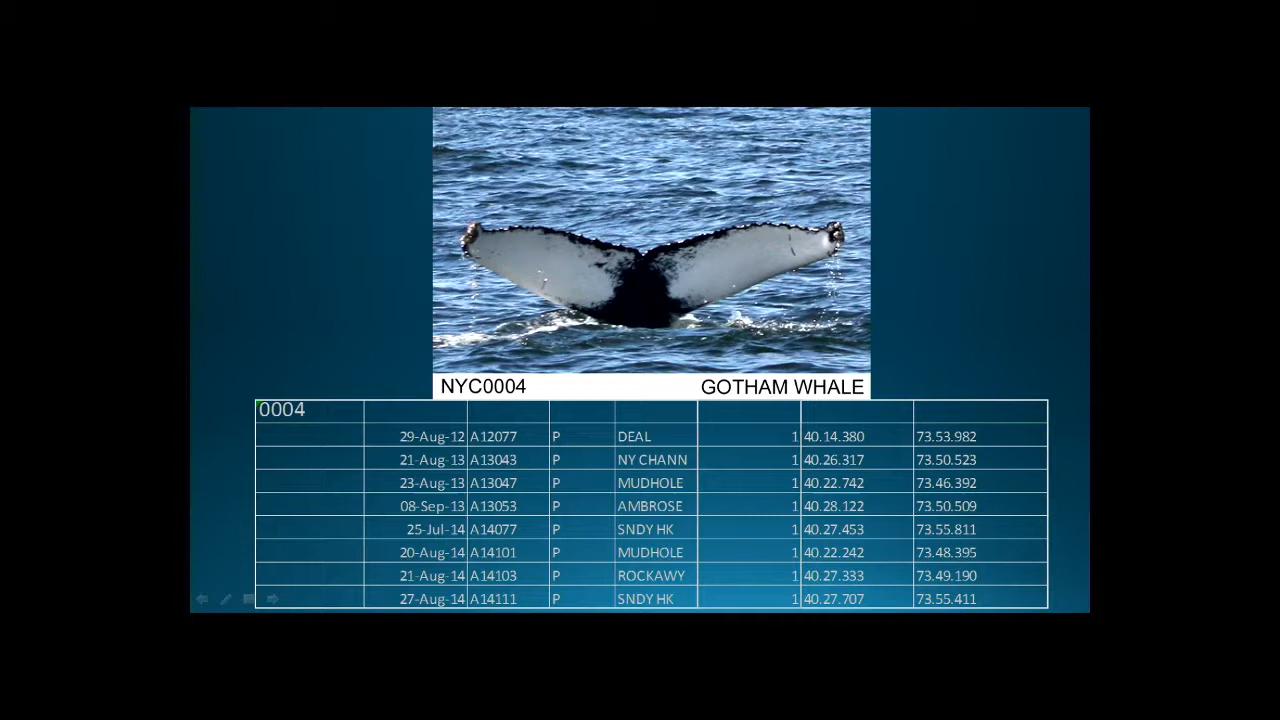 NYC0004 GOTHAM WHALE
0004
29-Aug-12 A12077 P DEAL 1 40.14.380 73.53.982
21-Aug-13 A13043 P NY CHANN 1 40.26.317 73.50.523
23-Aug-13 A13047 P MUDHOLE 1 40.22.742 73.46.392
08-Sep-13 A13053 P AMBROSE 1 40.28.122 73.50.509
25-Jul-14 A14077 P SNDY HK 1 40.27.453 73.55.811
20-Aug-14 A14101 P MUDHOLE 1 40.22.242 73.48.395
21-Aug-14 A14103 P ROCKAWY 1 40.27.333 73.49.190
27-Aug-14 A14111 P SNDY HK 1 40.27.707 73.55.411